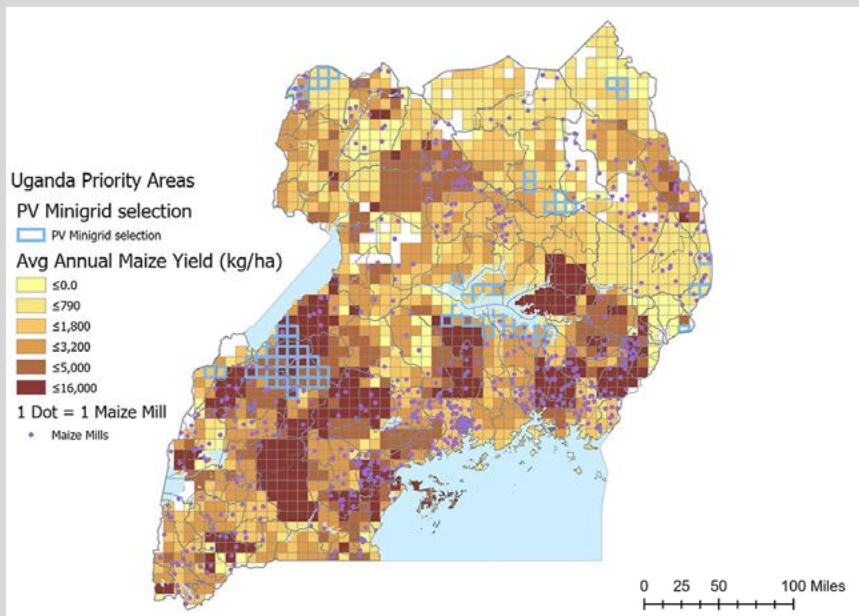 Uganda Priority Areas
PV Minigrid selection
PV Minigrid selection
Avg Annual Maize Yield (kg/ha)
≤0.0
≤790
≤1,800
≤3,200
≤5,000
≤16,000
1 Dot = 1 Maize Mill
Maize Mills
0 25 50 100 Miles